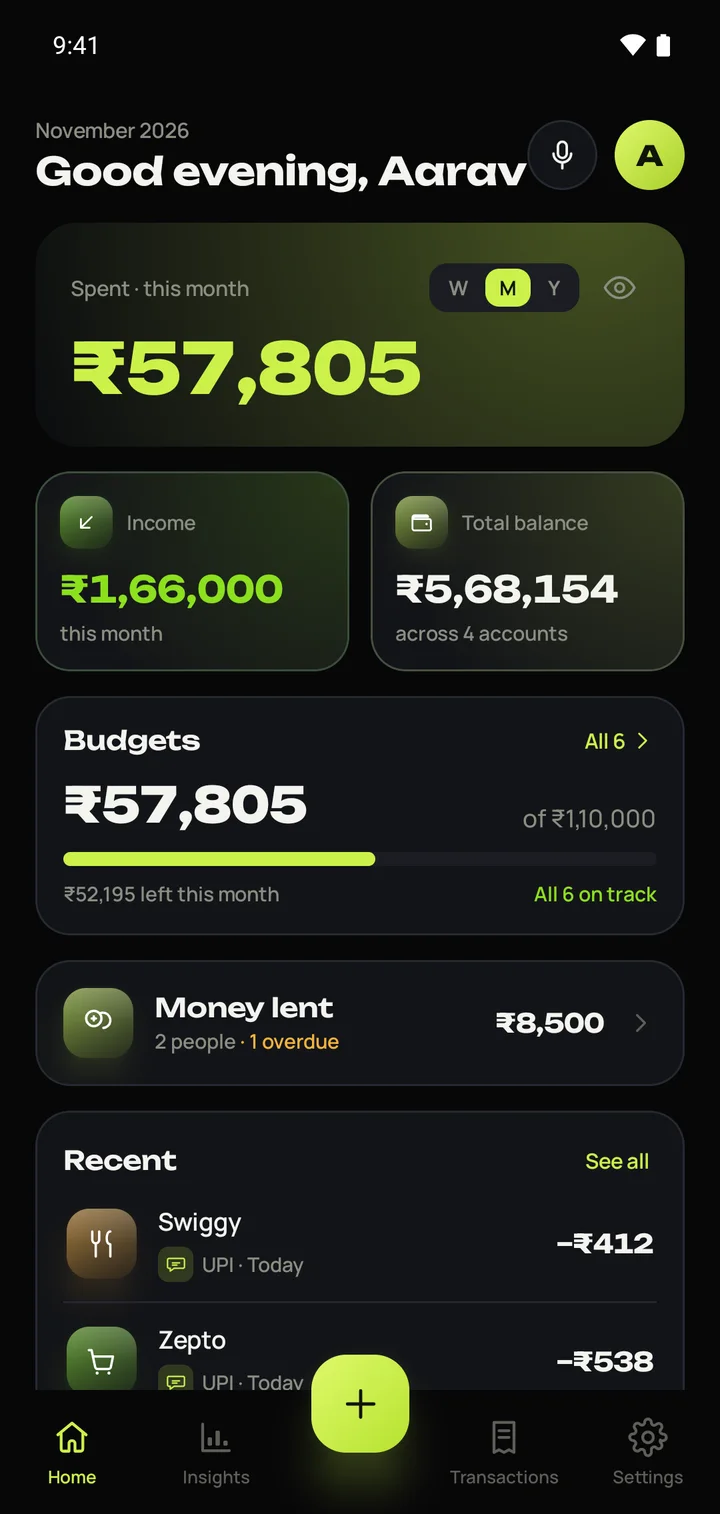 9:41
November 2026
Good evening, Aarav
A
Spent · this month
W M Y
₹57,805
Income
₹1,66,000
this month
Total balance
₹5,68,154
across 4 accounts
Budgets
All 6
₹57,805
of ₹1,10,000
₹52,195 left this month
All 6 on track
Money lent
2 people · 1 overdue
₹8,500
Recent
See all
Swiggy
UPI · Today
−₹412
Zepto
UPI · Today
−₹538
Home
Insights
Transactions
Settings